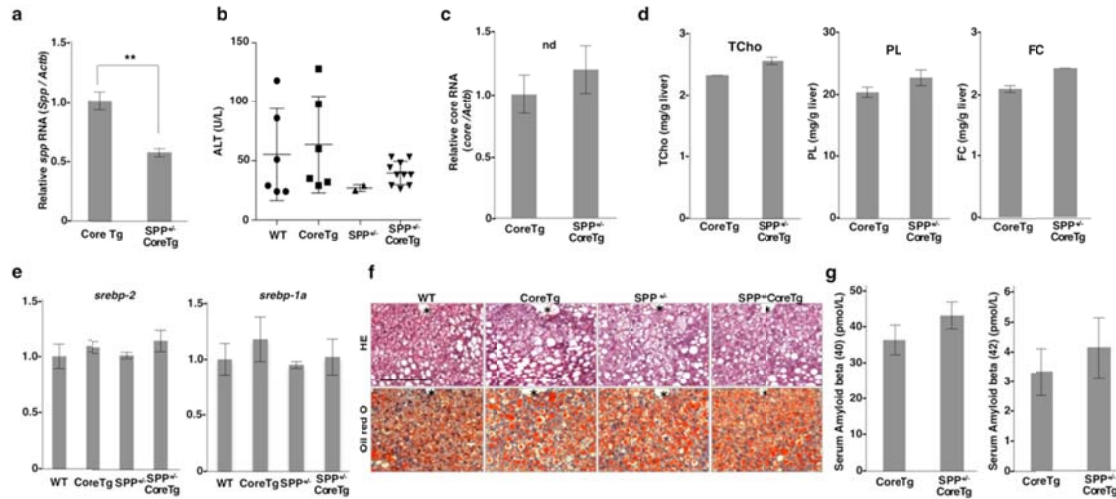 a
Relative spp RNA (Spp / Actb)
1.5
1.0
0.5
0
**
Core Tg
SPP+/-
CoreTg
b
ALT (U/L)
150
100
50
0
WT
CoreTg
SPP+/-
SPP+/-
CoreTg
c
Relative core RNA
(core /Actb)
1.5
1.0
0.5
0
nd
CoreTg
SPP+/-
CoreTg
d
TCho
TCho (mg/g liver)
3
2
1
0
CoreTg
SPP+/-
CoreTg
PL
PL (mg/g liver)
30
20
10
0
CoreTg
SPP+/-
CoreTg
FC
FC (mg/g liver)
3
2
1
0
CoreTg
SPP+/-
CoreTg
e
srebp-2
1.5
1.0
1.0
0
WT
CoreTg
SPP+/-
SPP+/-
CoreTg
srebp-1a
1.5
1.0
0.5
0
WT
CoreTg
SPP+/-
SPP+/-
CoreTg
f
WT
CoreTg
SPP+/-
SPP+/-CoreTg
HE
Oil red O
*
*
*
*
*
*
g
Serum Amyloid beta (40) (pmol/L)
50
40
30
20
10
0
CoreTg
SPP+/-
CoreTg
Serum Amyloid beta (42) (pmol/L)
6
5
4
3
2
1
0
CoreTg
SPP+/-
CoreTg